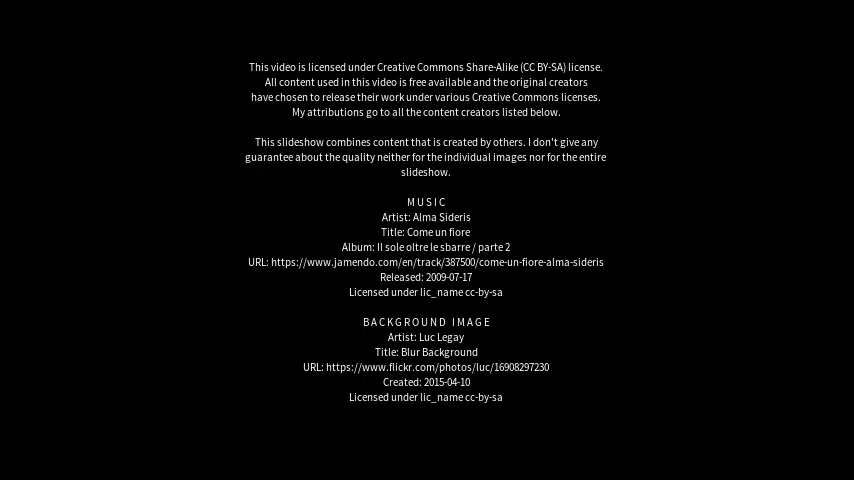 This video is licensed under Creative Commons Share-Alike (CC BY-SA) license.
All content used in this video is free available and the original creators
have chosen to release their work under various Creative Commons licenses.
My attributions go to all the content creators listed below.
This slideshow combines content that is created by others. I don't give any
guarantee about the quality neither for the individual images nor for the entire
slideshow.
MUSIC
Artist: Alma Sideris
Title: Come un fiore
Album: Il sole oltre le sbarre / parte 2
URL: https://www.jamendo.com/en/track/387500/come-un-fiore-alma-sideris
Released: 2009-07-17
Licensed under lic_name cc-by-sa
BACKGROUND IMAGE
Artist: Luc Legay
Title: Blur Background
URL: https://www.flickr.com/photos/luc/16908297230
Created: 2015-04-10
Licensed under lic_name cc-by-sa